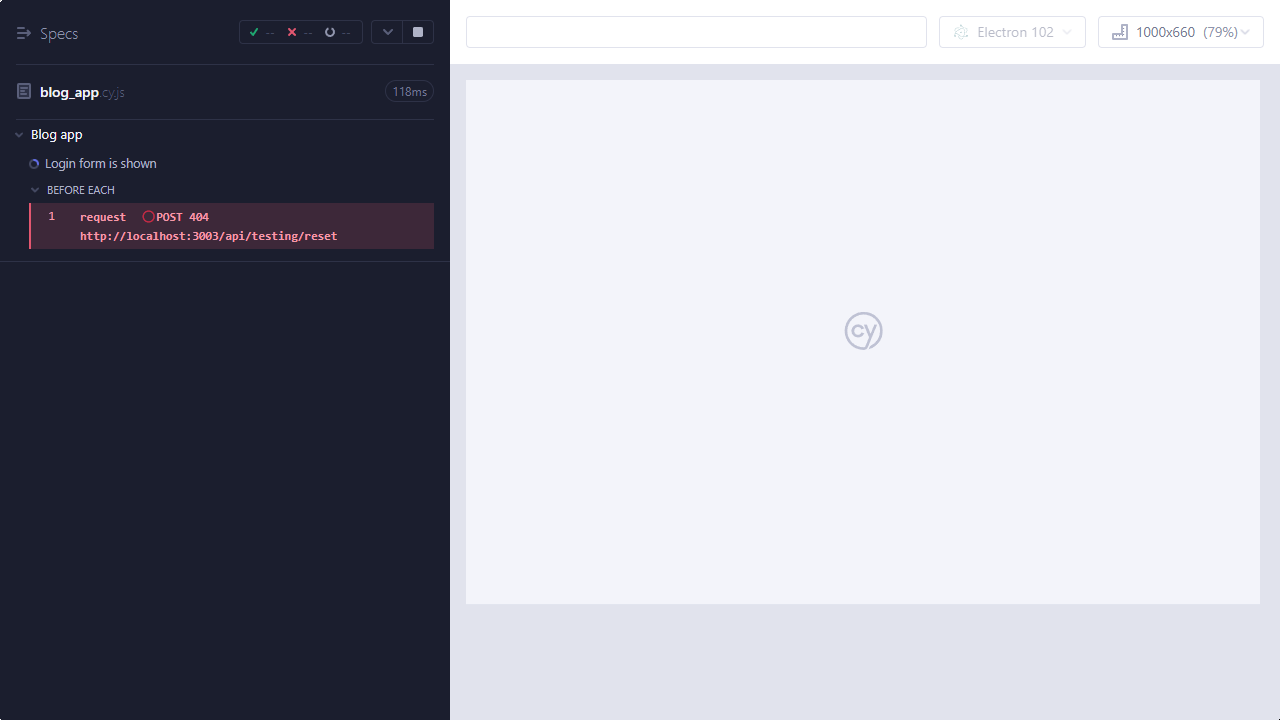 Specs
-- -- --
blog_app.cy.js 118ms
Blog app
Login form is shown
BEFORE EACH
1 request POST 404
http://localhost:3003/api/testing/reset
Electron 102
1000x660 (79%)
cy